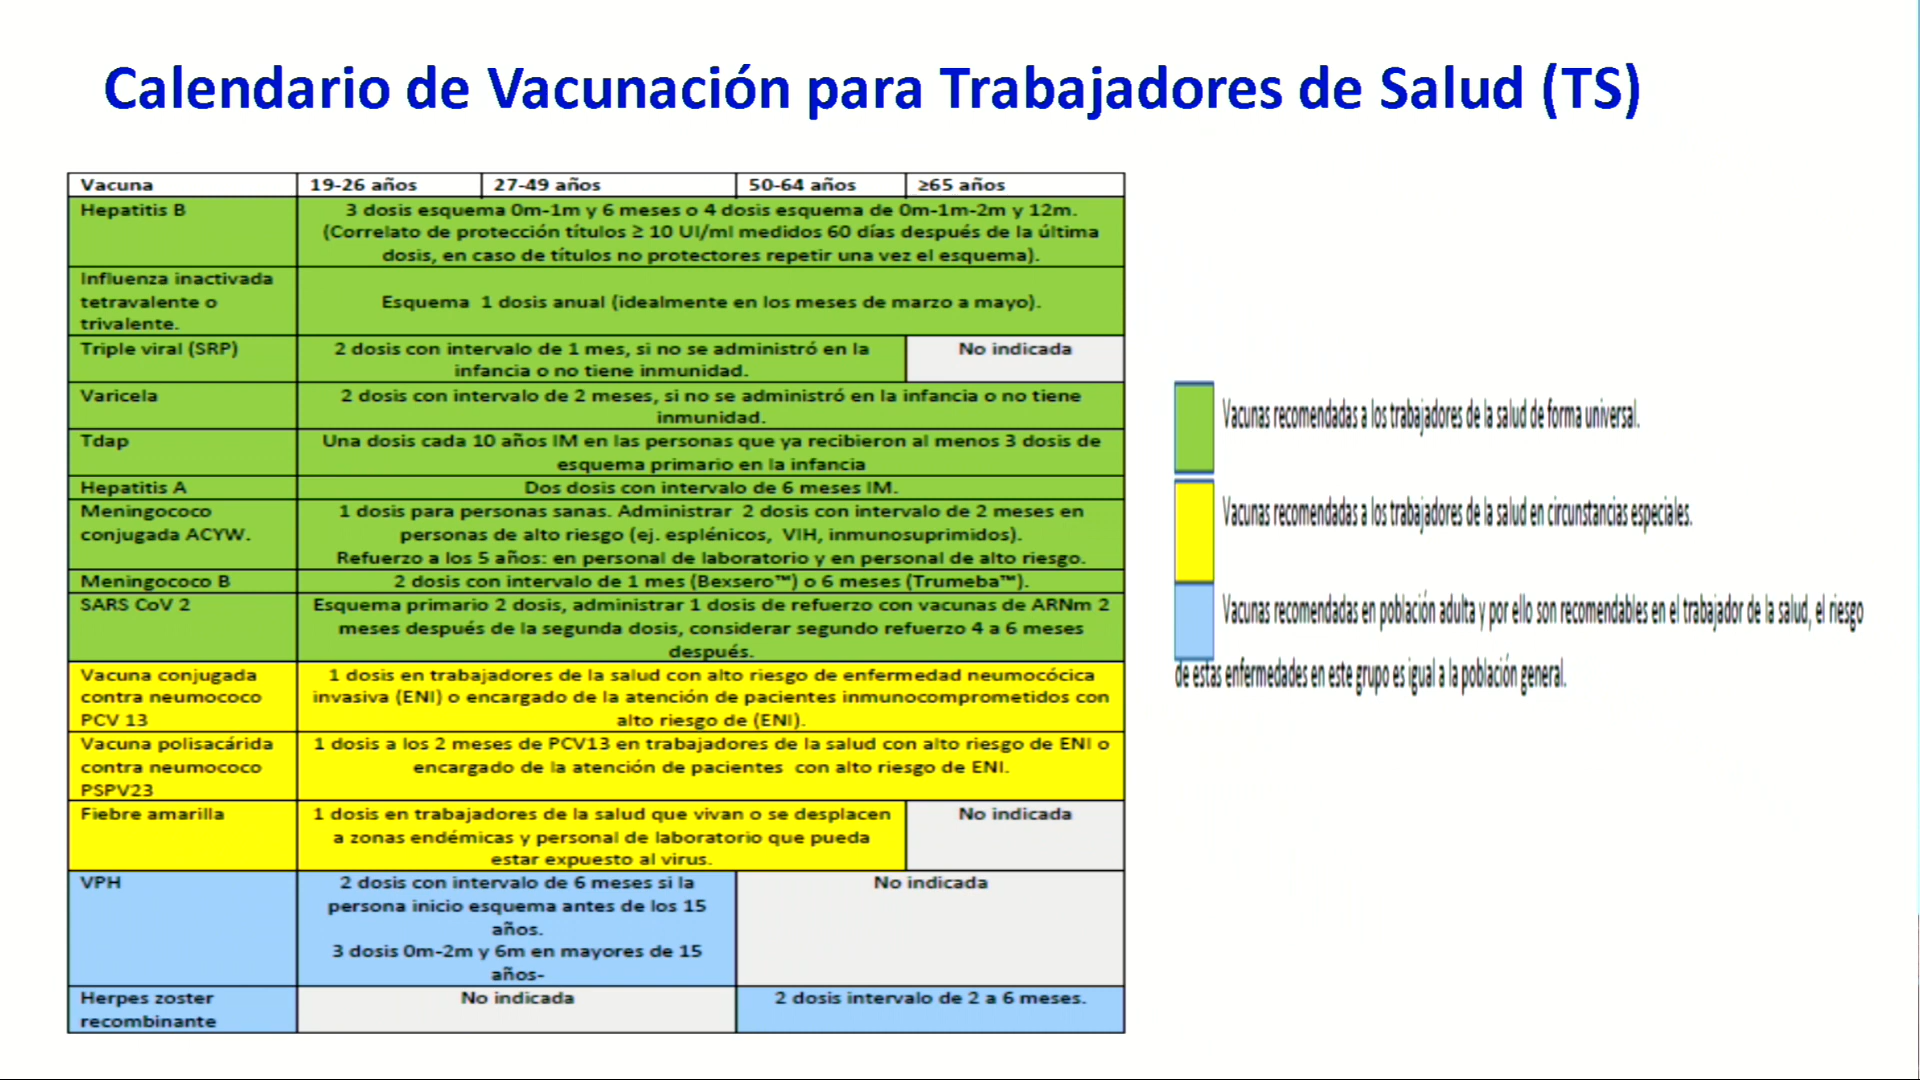 Calendario de Vacunación para Trabajadores de Salud (TS)
Vacuna 19-26 años 27-49 años 50-64 años ≥65 años
Hepatitis B
3 dosis esquema 0m-1m y 6 meses o 4 dosis esquema de 0m-1m-2m y 12m.
(Correlato de protección títulos ≥ 10 UI/ml medidos 60 días después de la última
dosis, en caso de títulos no protectores repetir una vez el esquema).
Influenza inactivada
tetravalente o
trivalente.
Esquema 1 dosis anual (idealmente en los meses de marzo a mayo).
Triple viral (SRP)
2 dosis con intervalo de 1 mes, si no se administró en la
infancia o no tiene inmunidad.
No indicada
Varicela
2 dosis con intervalo de 2 meses, si no se administró en la infancia o no tiene
inmunidad.
Tdap
Una dosis cada 10 años IM en las personas que ya recibieron al menos 3 dosis de
esquema primario en la infancia
Hepatitis A
Dos dosis con intervalo de 6 meses IM.
Meningococo
conjugada ACYW.
1 dosis para personas sanas. Administrar 2 dosis con intervalo de 2 meses en
personas de alto riesgo (ej. esplénicos, VIH, inmunosuprimidos).
Refuerzo a los 5 años: en personal de laboratorio y en personal de alto riesgo.
Meningococo B
2 dosis con intervalo de 1 mes (Bexsero™) o 6 meses (Trumeba™).
SARS CoV 2
Esquema primario 2 dosis, administrar 1 dosis de refuerzo con vacunas de ARNm 2
meses después de la segunda dosis, considerar segundo refuerzo 4 a 6 meses
después.
Vacuna conjugada
contra neumococo
PCV 13
1 dosis en trabajadores de la salud con alto riesgo de enfermedad neumocócica
invasiva (ENI) o encargado de la atención de pacientes inmunocomprometidos con
alto riesgo de (ENI).
Vacuna polisacárida
contra neumococo
PSPV23
1 dosis a los 2 meses de PCV13 en trabajadores de la salud con alto riesgo de ENI o
encargado de la atención de pacientes con alto riesgo de ENI.
Fiebre amarilla
1 dosis en trabajadores de la salud que vivan o se desplacen
a zonas endémicas y personal de laboratorio que pueda
estar expuesto al virus.
No indicada
VPH
2 dosis con intervalo de 6 meses si la
persona inicio esquema antes de los 15
años.
3 dosis 0m-2m y 6m en mayores de 15
años-
No indicada
Herpes zoster
recombinante
No indicada
2 dosis intervalo de 2 a 6 meses.
Vacunas recomendadas a los trabajadores de la salud de forma universal.
Vacunas recomendadas a los trabajadores de la salud en circunstancias especiales.
Vacunas recomendadas en población adulta y por ello son recomendables en el trabajador de la salud, el riesgo
de estas enfermedades en este grupo es igual a la población general.